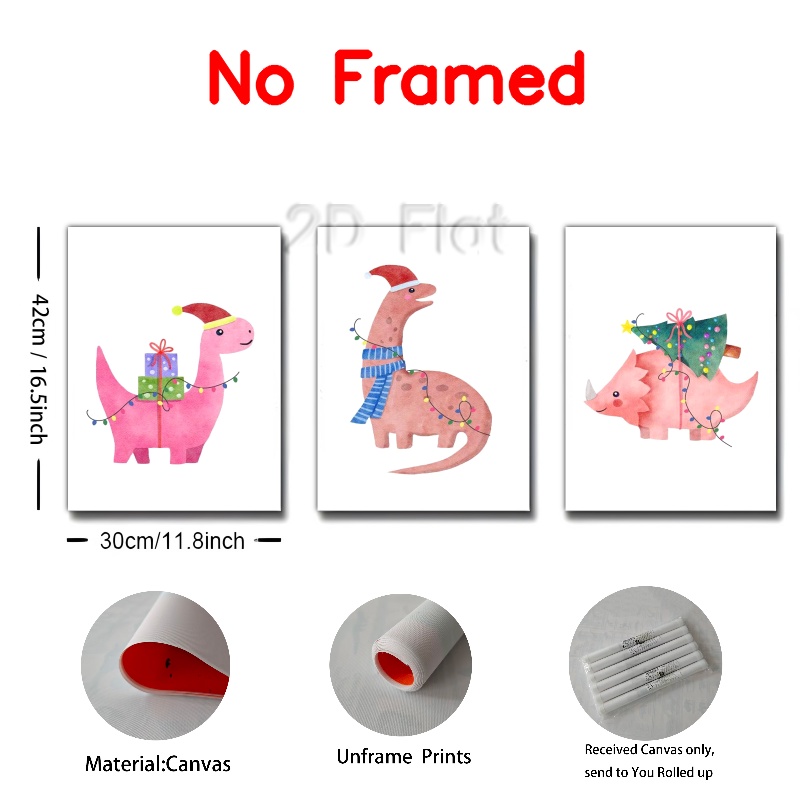 No Framed
2D Flat
42cm / 16.5inch
30cm/11.8inch
Material:Canvas
Unframe Prints
Received Canvas only,
send to You Rolled up